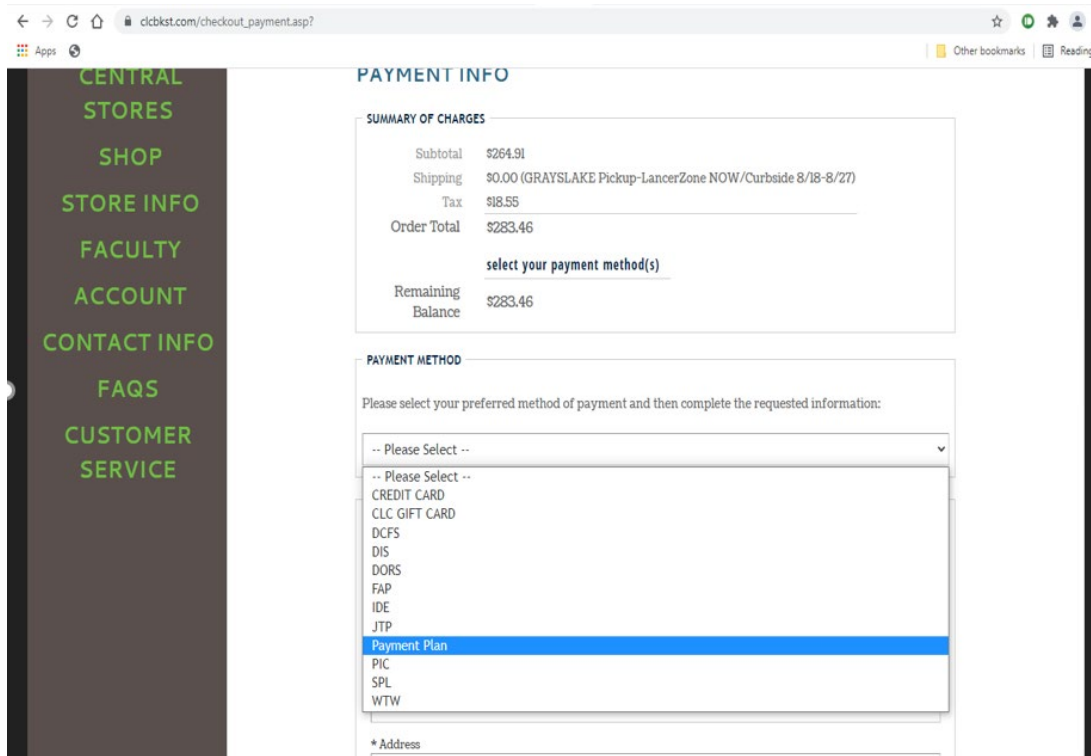 clcbkst.com/checkout_payment.asp?
Apps
Other bookmarks
Reading
CENTRAL
STORES
SHOP
STORE INFO
FACULTY
ACCOUNT
CONTACT INFO
FAQS
CUSTOMER
SERVICE
PAYMENT INFO
SUMMARY OF CHARGES
Subtotal $264.91
Shipping $0.00 (GRAYSLAKE Pickup-LancerZone NOW/Curbside 8/18-8/27)
Tax $18.55
Order Total $283.46
select your payment method(s)
Remaining
Balance $283.46
PAYMENT METHOD
Please select your preferred method of payment and then complete the requested information:
-- Please Select --
-- Please Select --
CREDIT CARD
CLC GIFT CARD
DCFS
DIS
DORS
FAP
IDE
JTP
Payment Plan
PIC
SPL
WTW
* Address